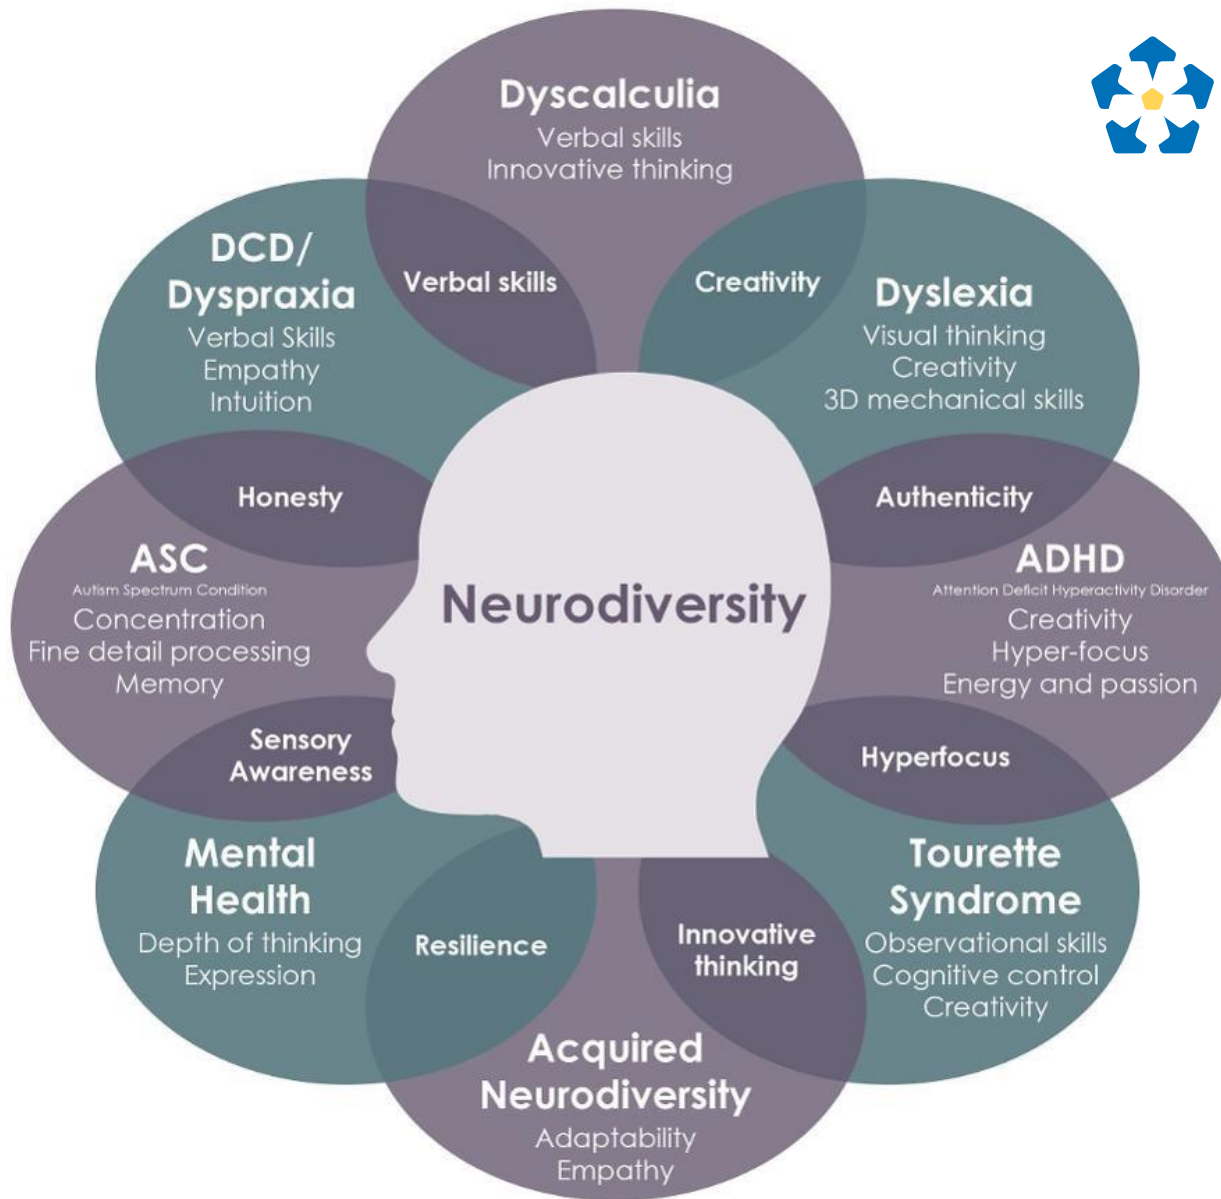 Dyscalculia
Verbal skills
Innovative thinking
Verbal skills
Creativity
DCD/
Dyspraxia
Verbal Skills
Empathy
Intuition
Dyslexia
Visual thinking
Creativity
3D mechanical skills
Honesty
Authenticity
ASC
Autism Spectrum Condition
Concentration
Fine detail processing
Memory
Neurodiversity
ADHD
Attention Deficit Hyperactivity Disorder
Creativity
Hyper-focus
Energy and passion
Sensory
Awareness
Hyperfocus
Mental
Health
Depth of thinking
Expression
Resilience
Innovative
thinking
Tourette
Syndrome
Observational skills
Cognitive control
Creativity
Acquired
Neurodiversity
Adaptability
Empathy